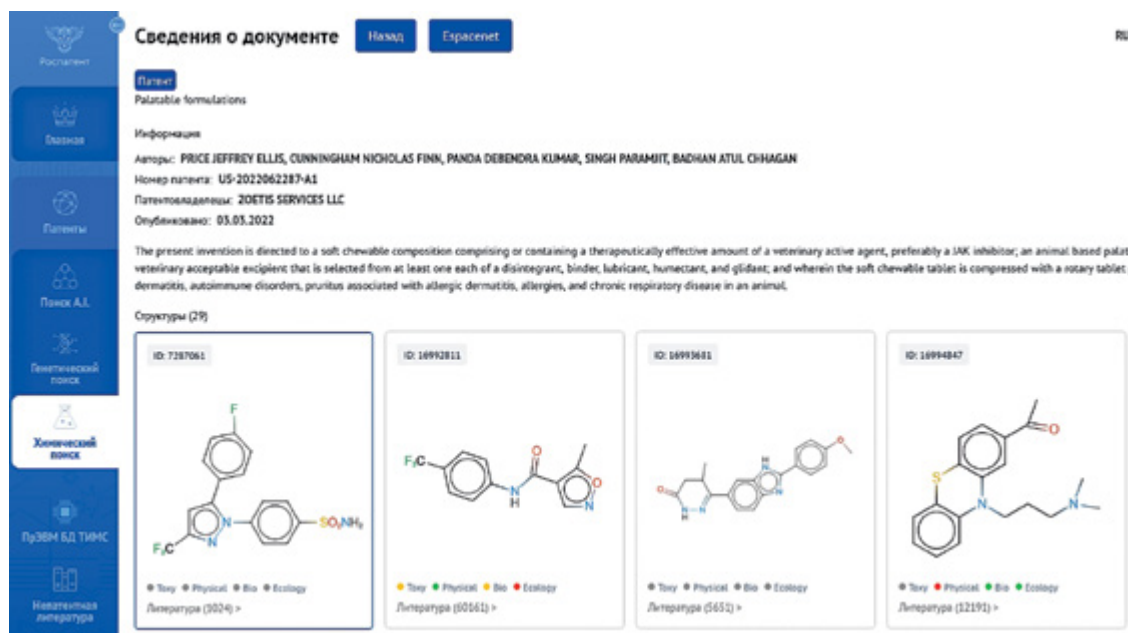 Роспатент
Главная
Патенты
Поиск A.I.
Генетический
поиск
Химический
поиск
ПрЭВМ БД ТИМС
Непатентная
литература
Сведения о документе
Назад
Espacenet
RU
Патент
Palatable formulations
Информация
Авторы: PRICE JEFFREY ELLIS, CUNNINGHAM NICHOLAS FINN, PANDA DEBENDRA KUMAR, SINGH PARAMJIT, BADHAN ATUL CHHAGAN
Номер патента: US-2022062287-A1
Патентовладельцы: ZOETIS SERVICES LLC
Опубликовано: 03.03.2022
The present invention is directed to a soft chewable composition comprising or containing a therapeutically effective amount of a veterinary active agent, preferably a JAK inhibitor; an animal based palat
veterinary acceptable excipient that is selected from at least one each of a disintegrant, binder, lubricant, humectant, and glidant; and wherein the soft chewable tablet is compressed with a rotary tablet
dermatitis, autoimmune disorders, pruritus associated with allergic dermatitis, allergies, and chronic respiratory disease in an animal.
Структуры (29)
ID: 7287061
F
F₃C
N
N
SO₂NH₂
Toxy Physical Bio Ecology
Литература (3024) >
ID: 16992811
F₃C
N
H
O
O
N
Toxy Physical Bio Ecology
Литература (60161) >
ID: 16993681
O
N
H
N
H
N
N
O
Toxy Physical Bio Ecology
Литература (5651) >
ID: 16994847
O
S
N
N
Toxy Physical Bio Ecology
Литература (12191) >